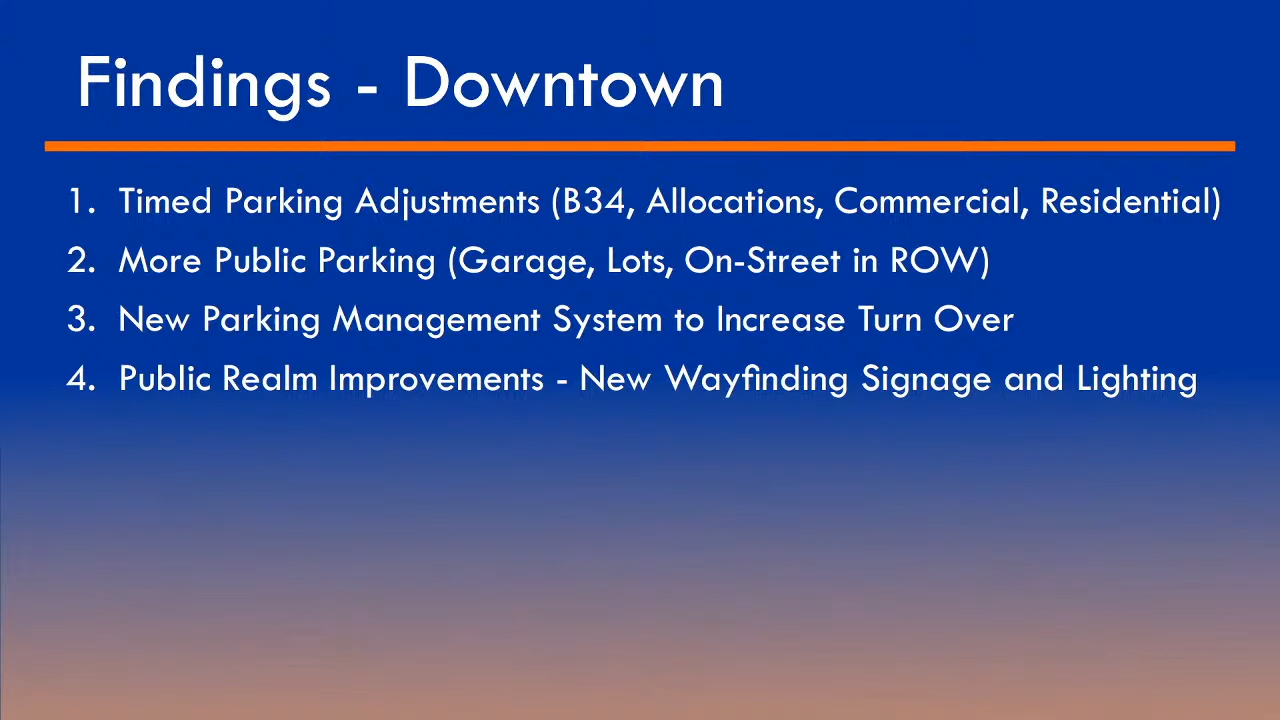 Findings - Downtown
1. Timed Parking Adjustments (B34, Allocations, Commercial, Residential)
2. More Public Parking (Garage, Lots, On-Street in ROW)
3. New Parking Management System to Increase Turn Over
4. Public Realm Improvements - New Wayfinding Signage and Lighting